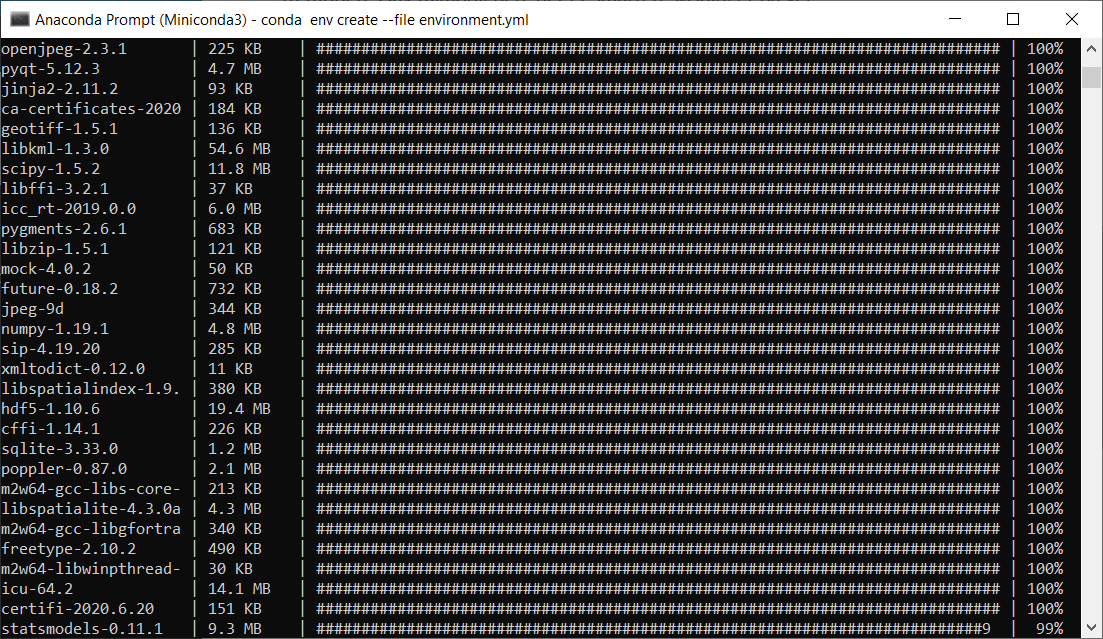 Anaconda Prompt (Miniconda3) - conda  env create --file environment.yml
openjpeg-2.3.1       | 225 KB    | ############################################################################ | 100%
pyqt-5.12.3          | 4.7 MB    | ############################################################################ | 100%
jinja2-2.11.2        | 93 KB     | ############################################################################ | 100%
ca-certificates-2020 | 184 KB    | ############################################################################ | 100%
geotiff-1.5.1        | 136 KB    | ############################################################################ | 100%
libkml-1.3.0         | 54.6 MB   | ############################################################################ | 100%
scipy-1.5.2          | 11.8 MB   | ############################################################################ | 100%
libffi-3.2.1         | 37 KB     | ############################################################################ | 100%
icc_rt-2019.0.0      | 6.0 MB    | ############################################################################ | 100%
pygments-2.6.1       | 683 KB    | ############################################################################ | 100%
libzip-1.5.1         | 121 KB    | ############################################################################ | 100%
mock-4.0.2           | 50 KB     | ############################################################################ | 100%
future-0.18.2        | 732 KB    | ############################################################################ | 100%
jpeg-9d              | 344 KB    | ############################################################################ | 100%
numpy-1.19.1         | 4.8 MB    | ############################################################################ | 100%
sip-4.19.20          | 285 KB    | ############################################################################ | 100%
xmltodict-0.12.0     | 11 KB     | ############################################################################ | 100%
libspatialindex-1.9. | 380 KB    | ############################################################################ | 100%
hdf5-1.10.6          | 19.4 MB   | ############################################################################ | 100%
cffi-1.14.1          | 226 KB    | ############################################################################ | 100%
sqlite-3.33.0        | 1.2 MB    | ############################################################################ | 100%
poppler-0.87.0       | 2.1 MB    | ############################################################################ | 100%
m2w64-gcc-libs-core- | 213 KB    | ############################################################################ | 100%
libspatialite-4.3.0a | 4.3 MB    | ############################################################################ | 100%
m2w64-gcc-libgfortra | 340 KB    | ############################################################################ | 100%
freetype-2.10.2      | 490 KB    | ############################################################################ | 100%
m2w64-libwinpthread- | 30 KB     | ############################################################################ | 100%
icu-64.2             | 14.1 MB   | ############################################################################ | 100%
certifi-2020.6.20    | 151 KB    | ############################################################################ | 100%
statsmodels-0.11.1   | 9.3 MB    | ##########################################################################9  |  99%